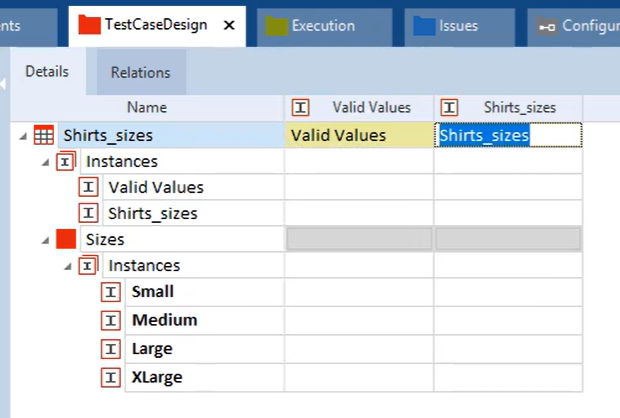 nts TestCaseDesign × Execution Issues Configur
Details Relations
Name Valid Values Shirts_sizes
Shirts_sizes Valid Values Shirts_sizes
Instances
Valid Values
Shirts_sizes
Sizes
Instances
Small
Medium
Large
XLarge